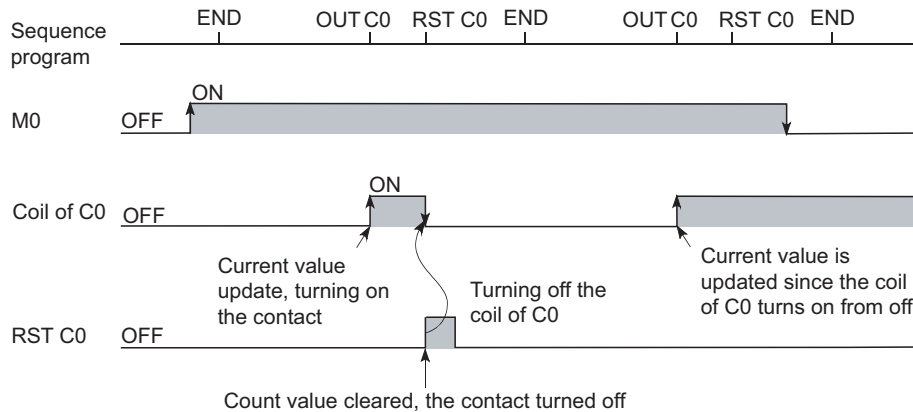 END OUT C0 RST C0 END OUT C0 RST C0 END
Sequence
program
ON
M0 OFF
ON
Coil of C0 OFF
Current value
update, turning on
the contact
Turning off the
coil of C0
Current value is
updated since the coil
of C0 turns on from off
RST C0 OFF
Count value cleared, the contact turned off